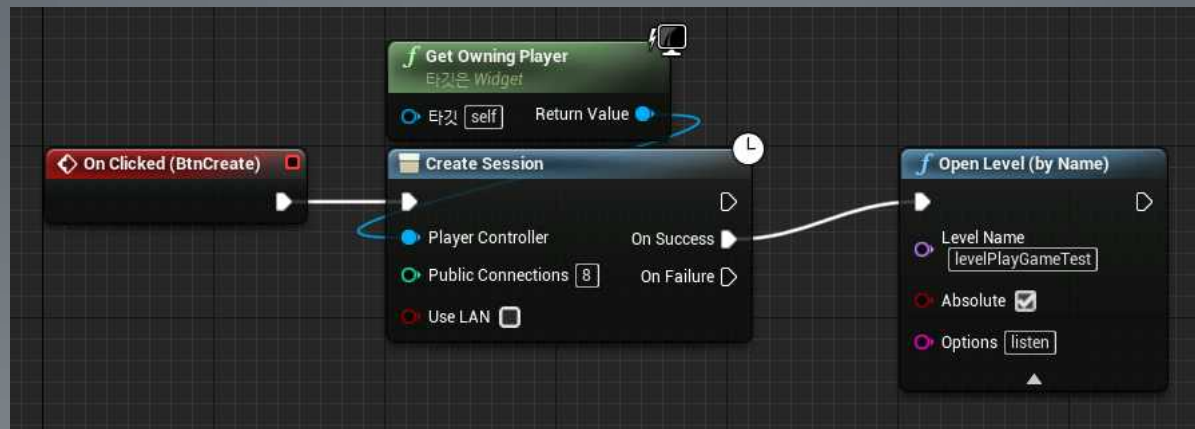 f Get Owning Player
타깃은 Widget
타깃 self Return Value
On Clicked (BtnCreate)
Create Session
Player Controller On Success
Public Connections 8 On Failure
Use LAN
f Open Level (by Name)
Level Name
levelPlayGameTest
Absolute
Options listen